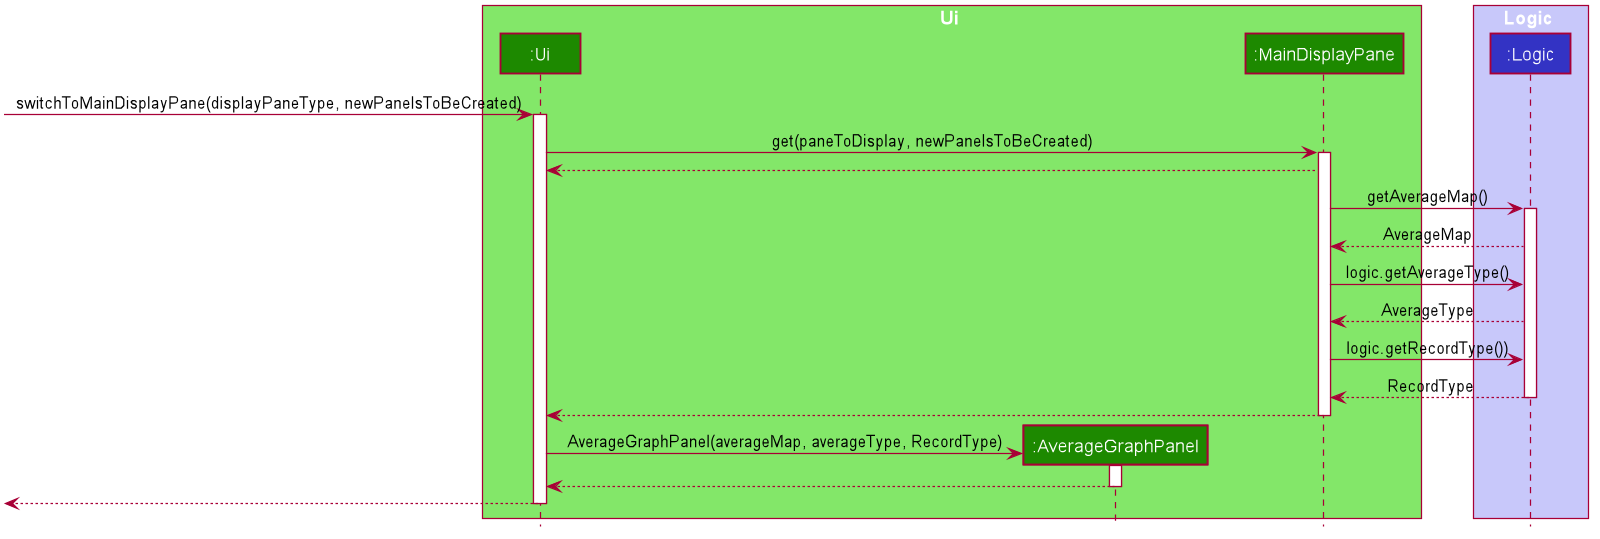 Ui
Logic
:Ui
:MainDisplayPane
:Logic
switchToMainDisplayPane(displayPaneType, newPanelsToBeCreated)
get(paneToDisplay, newPanelsToBeCreated)
getAverageMap()
AverageMap
logic.getAverageType()
AverageType
logic.getRecordType())
RecordType
AverageGraphPanel(averageMap, averageType, RecordType)
:AverageGraphPanel